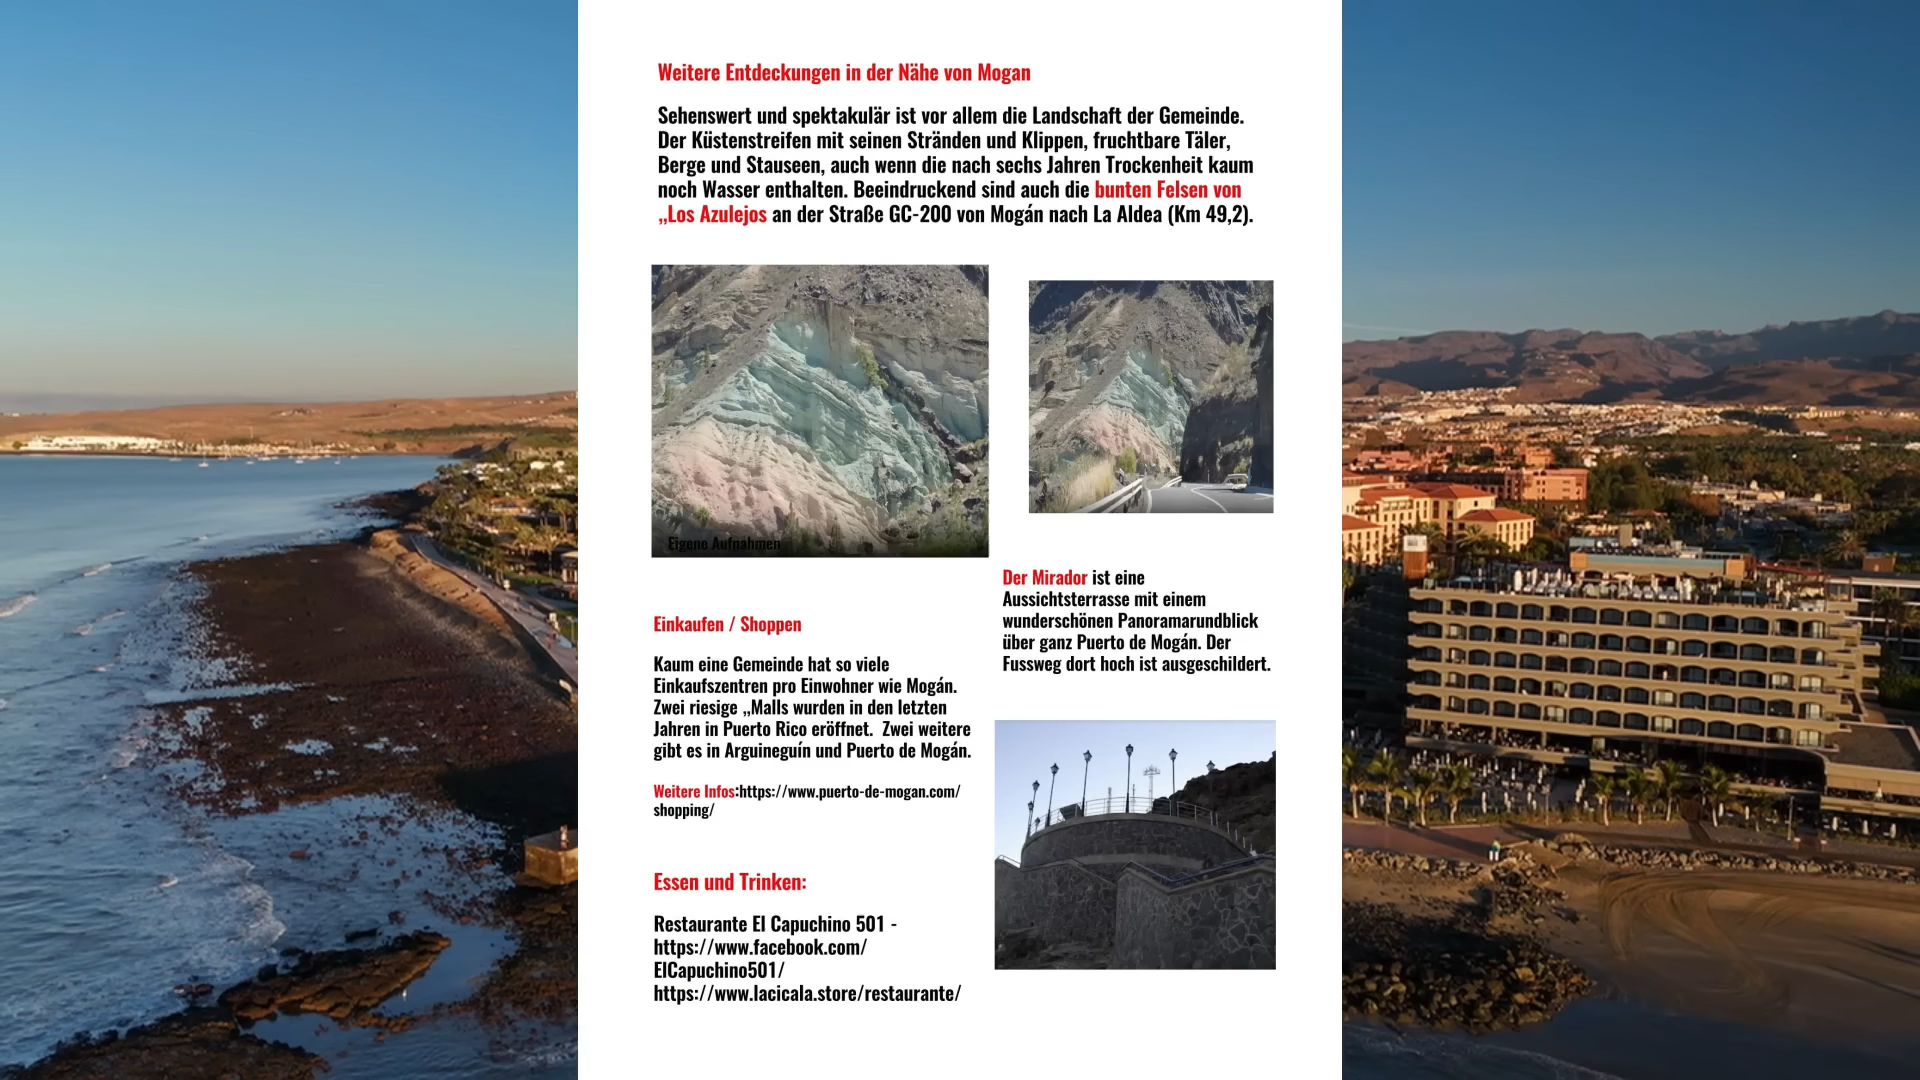 Weitere Entdeckungen in der Nähe von Mogan
Sehenswert und spektakulär ist vor allem die Landschaft der Gemeinde.
Der Küstenstreifen mit seinen Stränden und Klippen, fruchtbare Täler,
Berge und Stauseen, auch wenn die nach sechs Jahren Trockenheit kaum
noch Wasser enthalten. Beeindruckend sind auch die bunten Felsen von
„Los Azulejos an der Straße GC-200 von Mogán nach La Aldea (Km 49,2).
Eigene Aufnahmen
Einkaufen / Shoppen
Kaum eine Gemeinde hat so viele
Einkaufszentren pro Einwohner wie Mogán.
Zwei riesige „Malls wurden in den letzten
Jahren in Puerto Rico eröffnet.  Zwei weitere
gibt es in Arguineguín und Puerto de Mogán.
Weitere Infos:https://www.puerto-de-mogan.com/
shopping/
Essen und Trinken:
Restaurante El Capuchino 501 -
https://www.facebook.com/
ElCapuchino501/
https://www.lacicala.store/restaurante/
Der Mirador ist eine
Aussichtsterrasse mit einem
wunderschönen Panoramarundblick
über ganz Puerto de Mogán. Der
Fussweg dort hoch ist ausgeschildert.